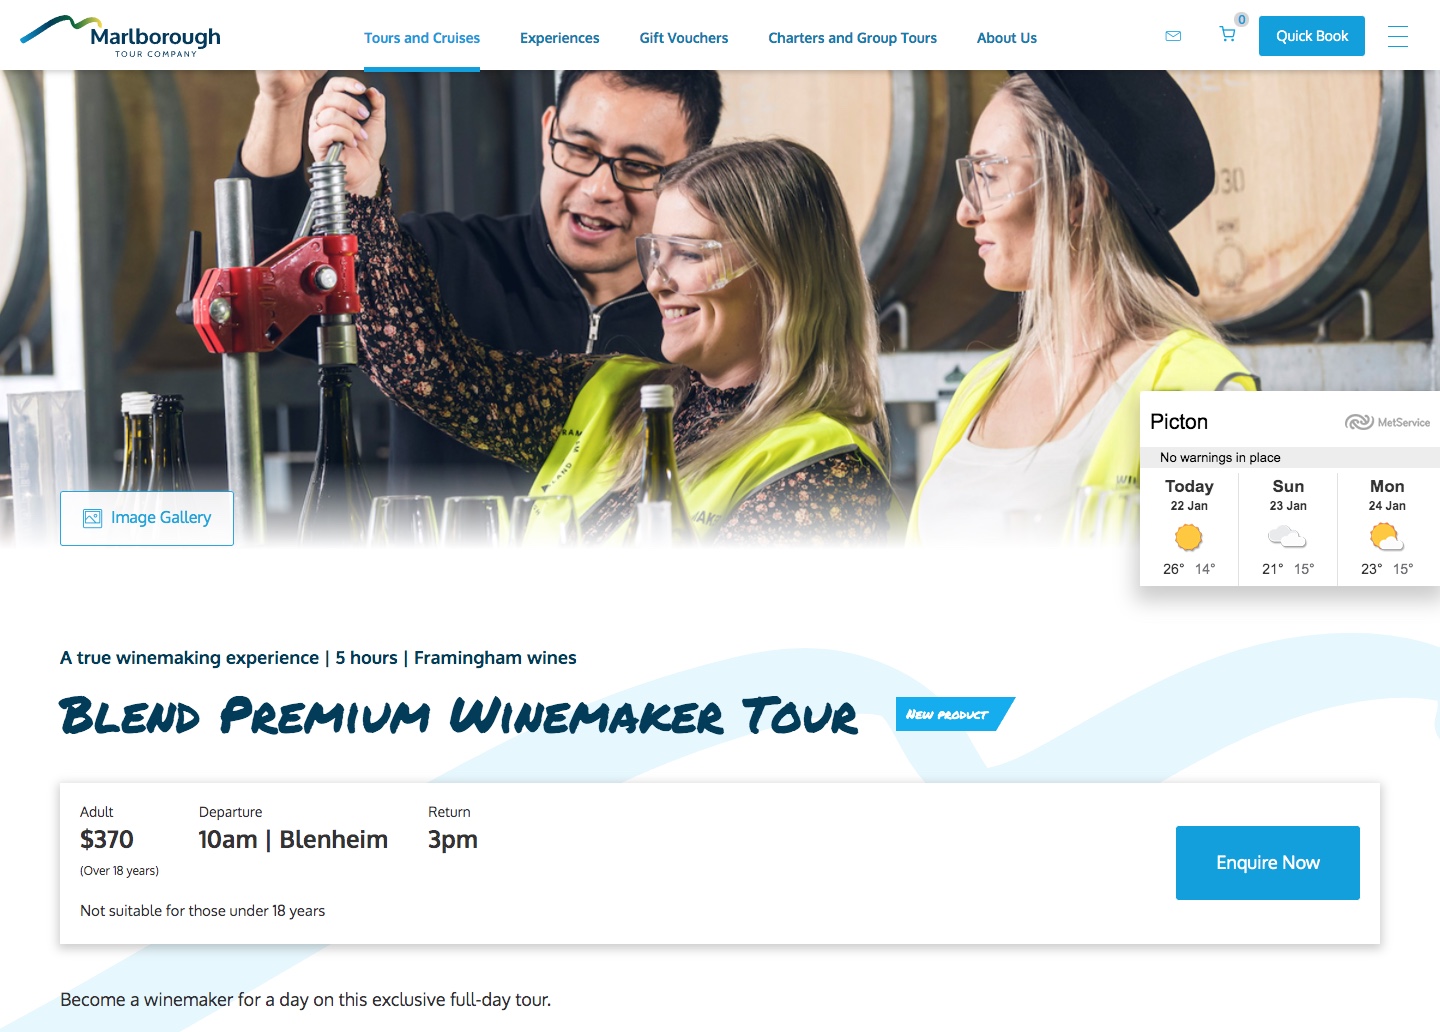 Marlborough
TOUR COMPANY
Tours and Cruises
Experiences
Gift Vouchers
Charters and Group Tours
About Us
0
Quick Book
30
Image Gallery
Picton
MetService
No warnings in place
Today
22 Jan
26° 14°
Sun
23 Jan
21° 15°
Mon
24 Jan
23° 15°
A true winemaking experience | 5 hours | Framingham wines
Blend Premium Winemaker Tour
New product
Adult
$370
(Over 18 years)
Departure
10am | Blenheim
Return
3pm
Not suitable for those under 18 years
Enquire Now
Become a winemaker for a day on this exclusive full-day tour.